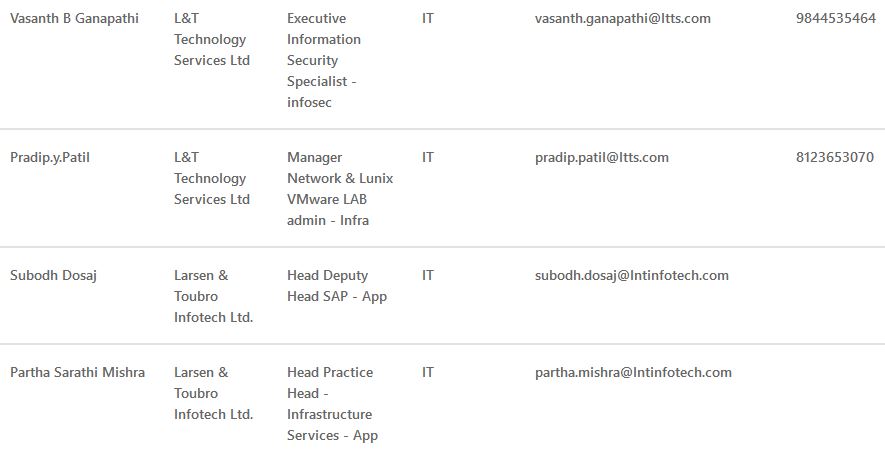 Vasanth B Ganapathi L&T Executive IT vasanth.ganapathi@ltts.com 9844535464
Technology Information
Services Ltd Security
Specialist -
infosec
Pradip.y.Patil L&T Manager IT pradip.patil@ltts.com 8123653070
Technology Network & Lunix
Services Ltd VMware LAB
admin - Infra
Subodh Dosaj Larsen & Head Deputy IT subodh.dosaj@lntinfotech.com
Toubro Head SAP - App
Infotech Ltd.
Partha Sarathi Mishra Larsen & Head Practice IT partha.mishra@lntinfotech.com
Toubro Head -
Infotech Ltd. Infrastructure
Services - App